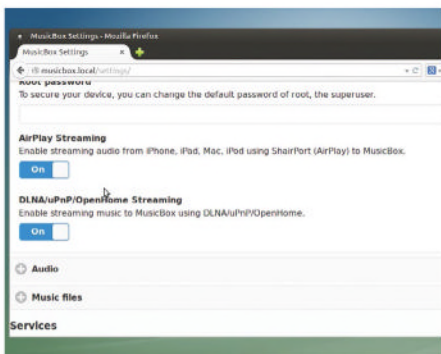 MusicBox Settings - Mozilla Firefox
MusicBox Settings
musicbox.local/settings/
Root password
To secure your device, you can change the default password of root, the superuser.
AirPlay Streaming
Enable streaming audio from iPhone, iPad, Mac, iPod using ShairPort (AirPlay) to MusicBox.
On
DLNA/uPnP/OpenHome Streaming
Enable streaming music to MusicBox using DLNA/uPnP/OpenHome.
On
Audio
Music files
Services